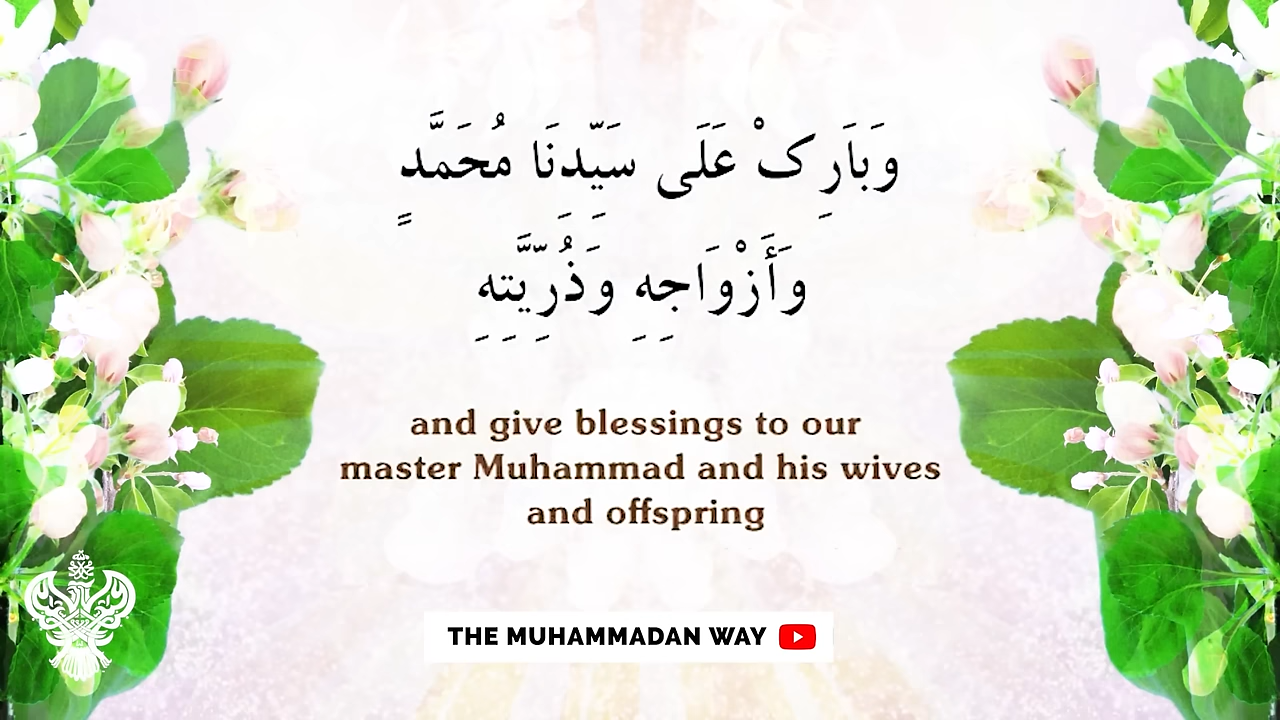 وَبَارِكْ عَلَى سَيِّدِنَا مُحَمَّدٍ
وَأَزْوَاجِهِ وَذُرِّيَّتِهِ
and give blessings to our
master Muhammad and his wives
and offspring
THE MUHAMMADAN WAY